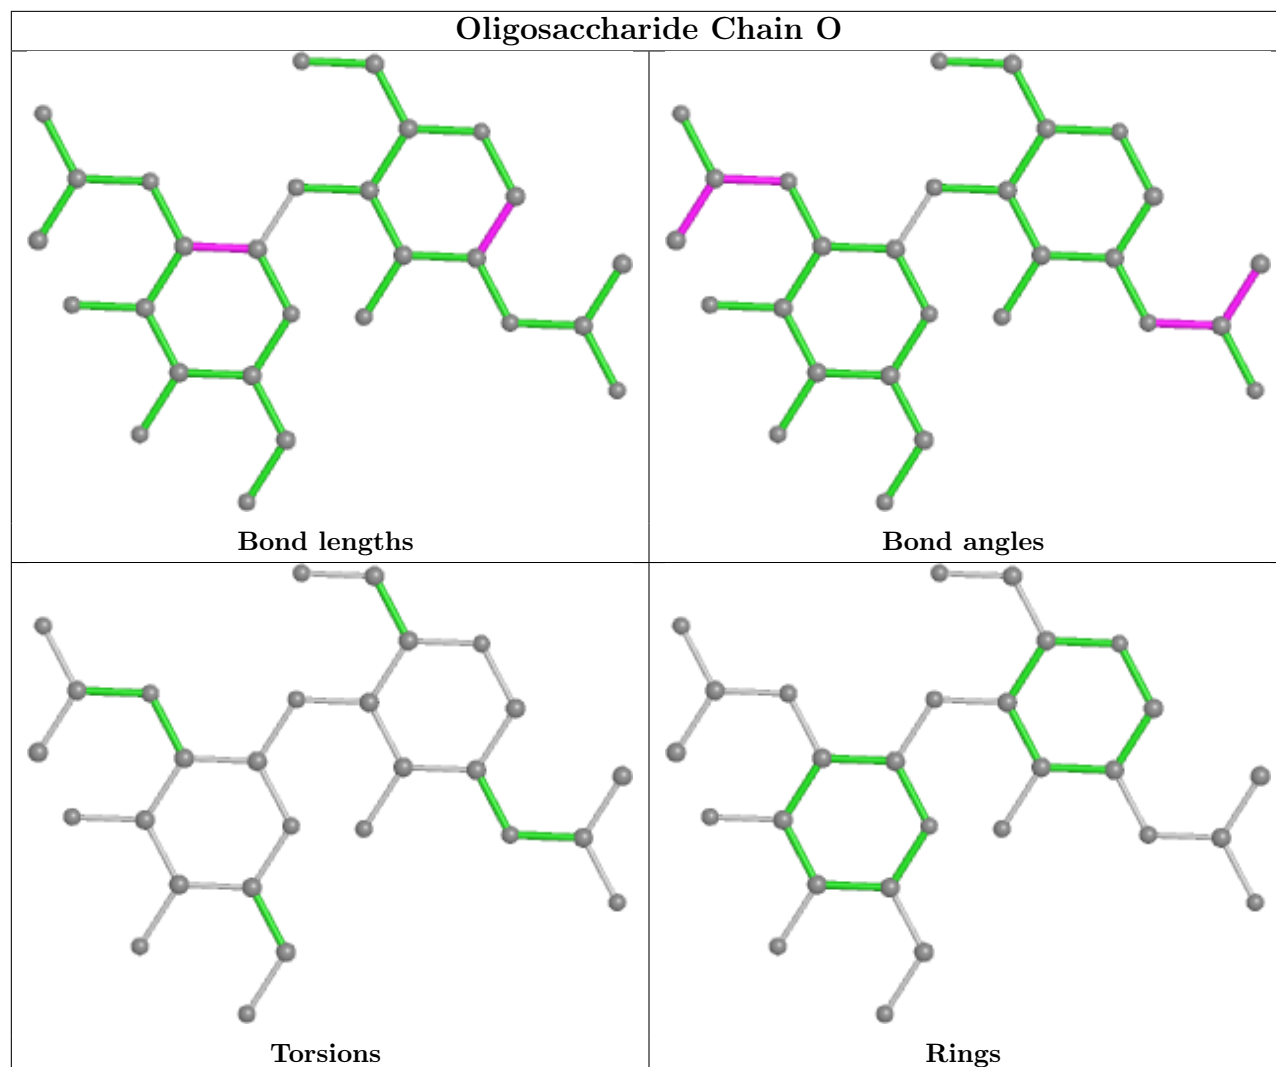 Oligosaccharide Chain O
Bond lengths
Bond angles
Torsions
Rings